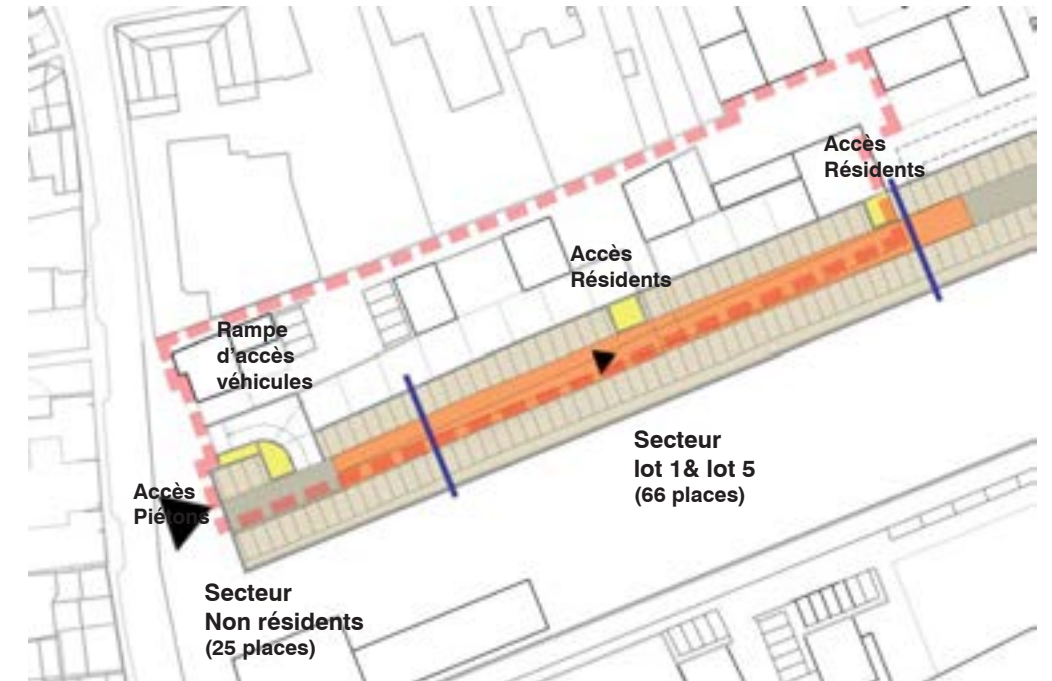 Accès
Résidents
Accès
Résidents
Rampe
d'accès
véhicules
Secteur
lot 1& lot 5
(66 places)
Accès
Piétons
Secteur
Non résidents
(25 places)